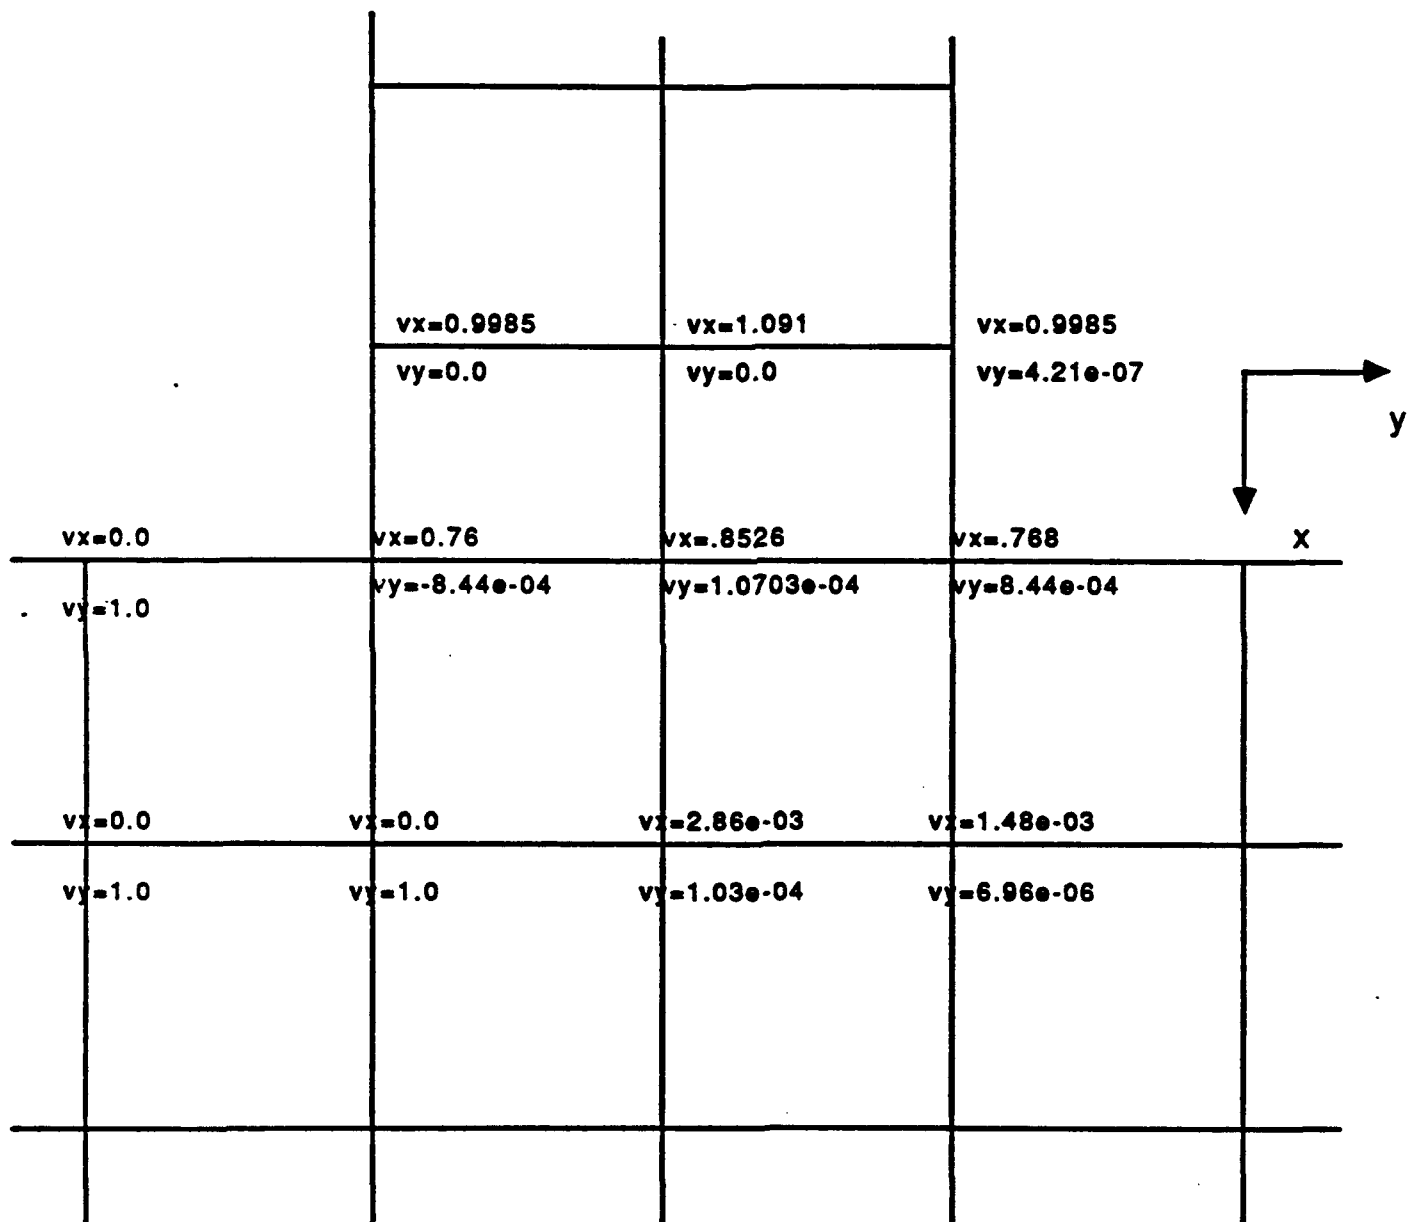 vx=0.9985 vx=1.091 vx=0.9985
vy=0.0 vy=0.0 vy=4.21e-07
y
vx=0.0 vx=0.76 vx=.8526 vx=.768 x
vy=-8.44e-04 vy=1.0703e-04 vy=8.44e-04
vy=1.0
vx=0.0 vx=0.0 vx=2.86e-03 vx=1.48e-03
vy=1.0 vy=1.0 vy=1.03e-04 vy=6.96e-06